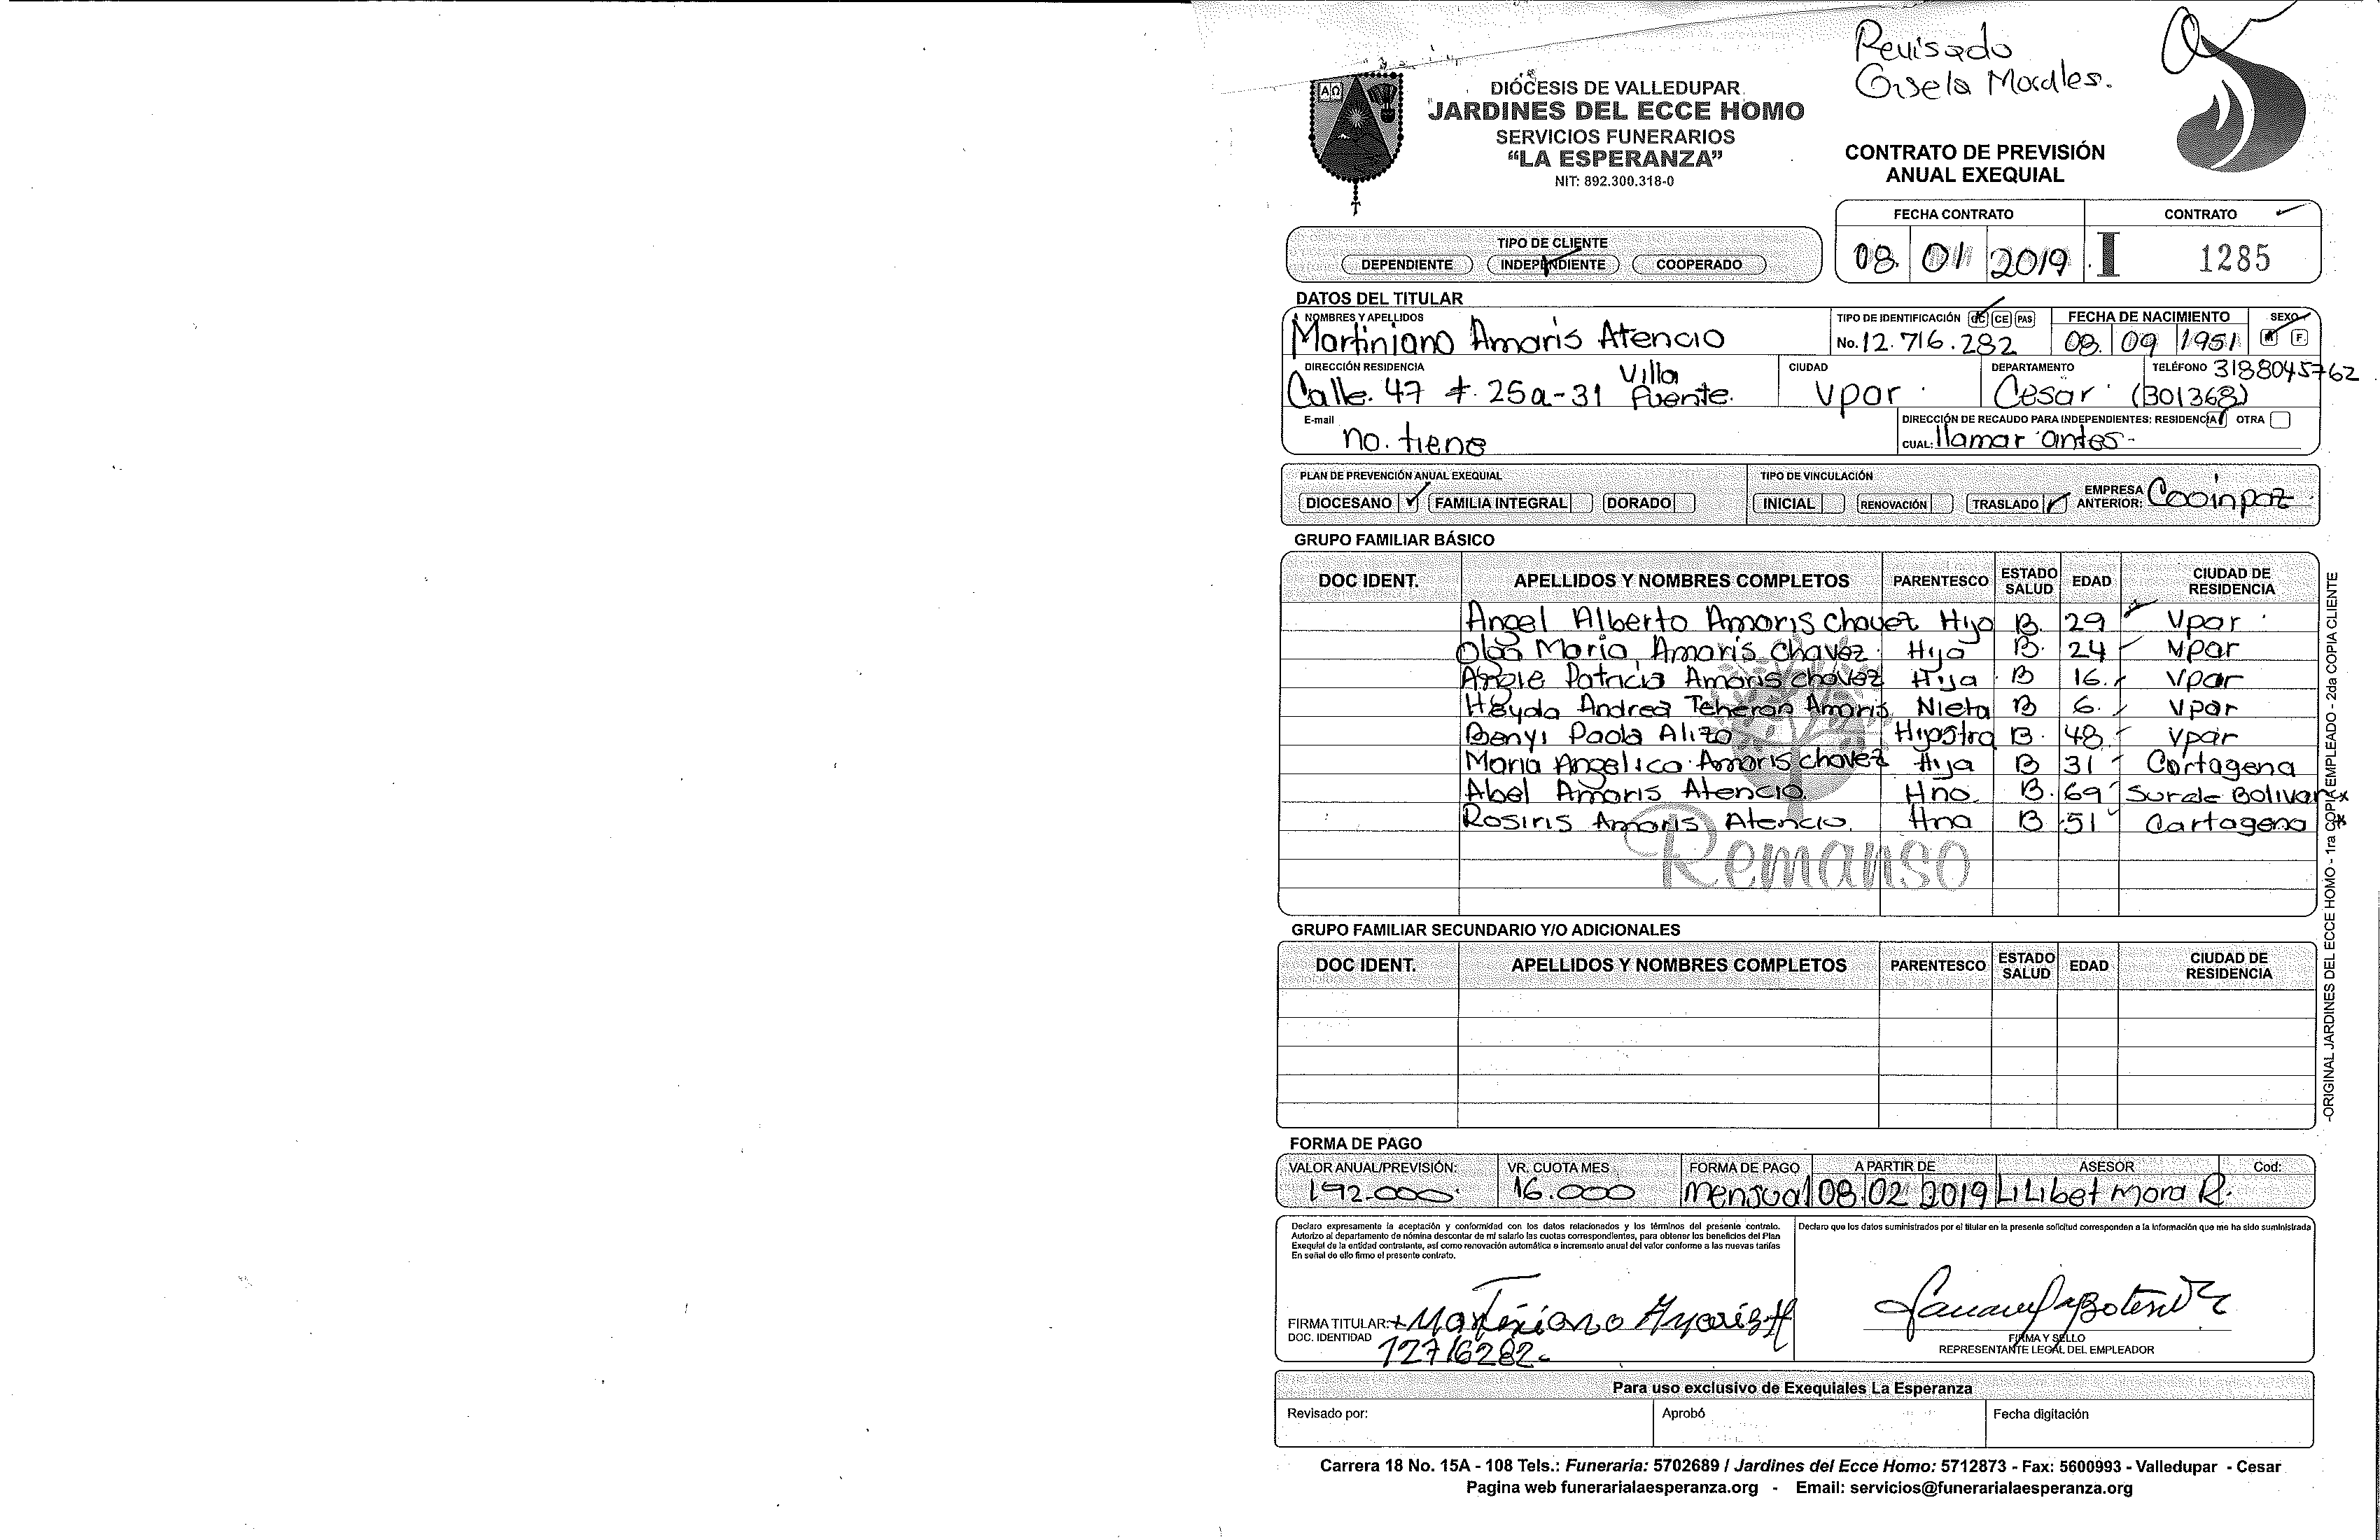 Revisado
Gisela Morales.
DIÓCESIS DE VALLEDUPAR
JARDINES DEL ECCE HOMO
SERVICIOS FUNERARIOS
“LA ESPERANZA”
NIT: 892.300.318-0
CONTRATO DE PREVISIÓN
ANUAL EXEQUIAL
FECHA CONTRATO CONTRATO
08. 01 2019 I 1285
TIPO DE CLIENTE
DEPENDIENTE INDEPENDIENTE COOPERADO
DATOS DEL TITULAR
NOMBRES Y APELLIDOS TIPO DE IDENTIFICACIÓN CC CE PAS FECHA DE NACIMIENTO SEXO
Martiniano Amaris Atencio No. 12.716.282 08. 09 1951 M F
DIRECCIÓN RESIDENCIA CIUDAD DEPARTAMENTO TELÉFONO 3188045762
Calle. 47 #. 25a-31 Villa Fuente. Vpar. Cesar (301368)
E-mail DIRECCIÓN DE RECAUDO PARA INDEPENDIENTES: RESIDENCIA OTRA
no. tiene CUAL: llamar antes-
PLAN DE PREVENCIÓN ANUAL EXEQUIAL TIPO DE VINCULACIÓN
DIOCESANO FAMILIA INTEGRAL DORADO INICIAL RENOVACIÓN TRASLADO EMPRESA ANTERIOR: Cooinpaz
GRUPO FAMILIAR BÁSICO
DOC IDENT. APELLIDOS Y NOMBRES COMPLETOS PARENTESCO ESTADO SALUD EDAD CIUDAD DE RESIDENCIA
Angel Alberto Amaris Chavez Hijo B. 29 Vpar
Olga Maria Amaris Chavez Hija B. 24 Vpar
Patricia Amaris Chavez Hija B 16. Vpar
Heyda Andrea Teheran Amaris Nieta B 6. Vpar
Paola Alizo Hijastra B. 48 Vpar
Maria Angelica Amaris Chavez Hija B 31 Cartagena
Abel Amaris Atencio. Hno. B. 69 Sur de Bolivar x
Rosiris Amaris Atencio. Hna B 51 Cartagena *
Remanso
GRUPO FAMILIAR SECUNDARIO Y/O ADICIONALES
DOC IDENT. APELLIDOS Y NOMBRES COMPLETOS PARENTESCO ESTADO SALUD EDAD CIUDAD DE RESIDENCIA
-ORIGINAL JARDINES DEL ECCE HOMO - 1ra COPIA EMPLEADO - 2da COPIA CLIENTE
FORMA DE PAGO
VALOR ANUAL/PREVISIÓN: VR. CUOTA MES FORMA DE PAGO A PARTIR DE ASESOR Cod:
192.000 16.000 Mensual 08.02 2019 Lilibet Mora R.
Declaro expresamente la aceptación y conformidad con los datos relacionados y los términos del presente contrato.
Autorizo al departamento de nómina descontar de mi salario las cuotas correspondientes, para obtener los beneficios del Plan
Exequial de la entidad contratante, así como renovación automática e incremento anual del valor conforme a las nuevas tarifas
En señal de ello firmo el presente contrato.
Declaro que los datos suministrados por el titular en la presente solicitud corresponden a la información que me ha sido suministrada
FIRMA TITULAR: Martiniano Amaris A
DOC. IDENTIDAD 12716282
FIRMA Y SELLO
REPRESENTANTE LEGAL DEL EMPLEADOR
Para uso exclusivo de Exequiales La Esperanza
Revisado por: Aprobó Fecha digitación
Carrera 18 No. 15A - 108 Tels.: Funeraria: 5702689 / Jardines del Ecce Homo: 5712873 - Fax: 5600993 - Valledupar - Cesar
Pagina web funerarialaesperanza.org - Email: servicios@funerarialaesperanza.org